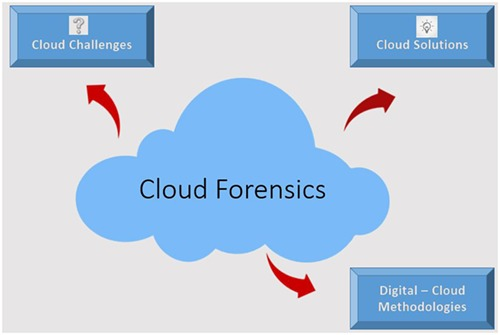 Cloud Challenges
Cloud Solutions
Cloud Forensics
Digital – Cloud
Methodologies